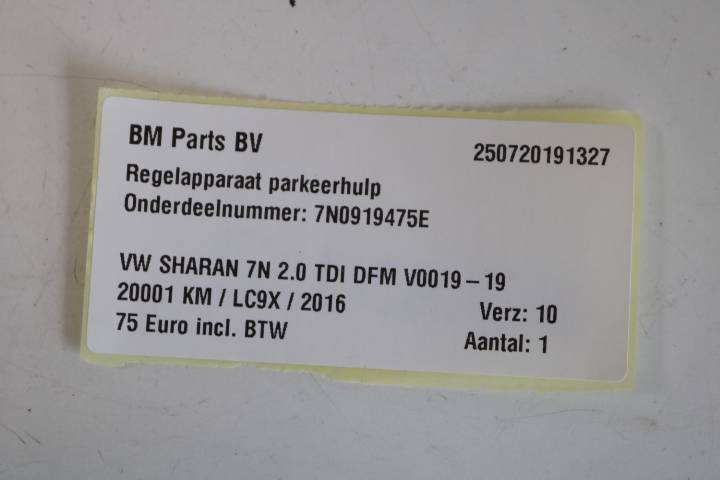 BM Parts BV
250720191327
Regelapparaat parkeerhulp
Onderdeelnummer: 7N0919475E
VW SHARAN 7N 2.0 TDI DFM V0019 – 19
20001 KM / LC9X / 2016
Verz: 10
75 Euro incl. BTW
Aantal: 1